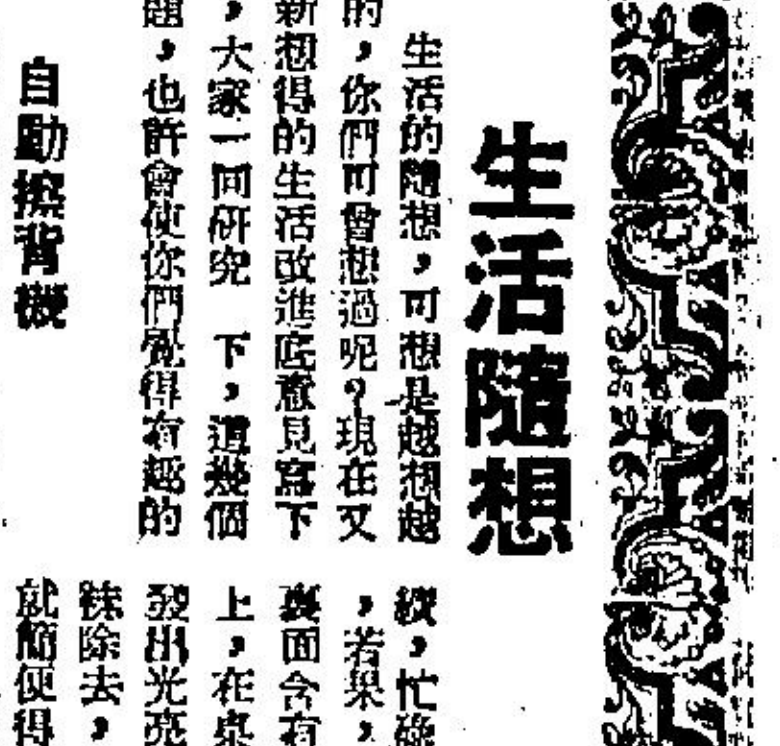 生活隨想
生活的隨想，可想是越想越
的，你們可曾想過呢？現在又
新想得的生活改進底意見寫下
，大家一同研究 下，這幾個
題，也許會使你們覺得有趣的
自動擦背機
，忙碌
，若果，
裏面含有
上，在桌
發出光亮
除去，
就簡便得